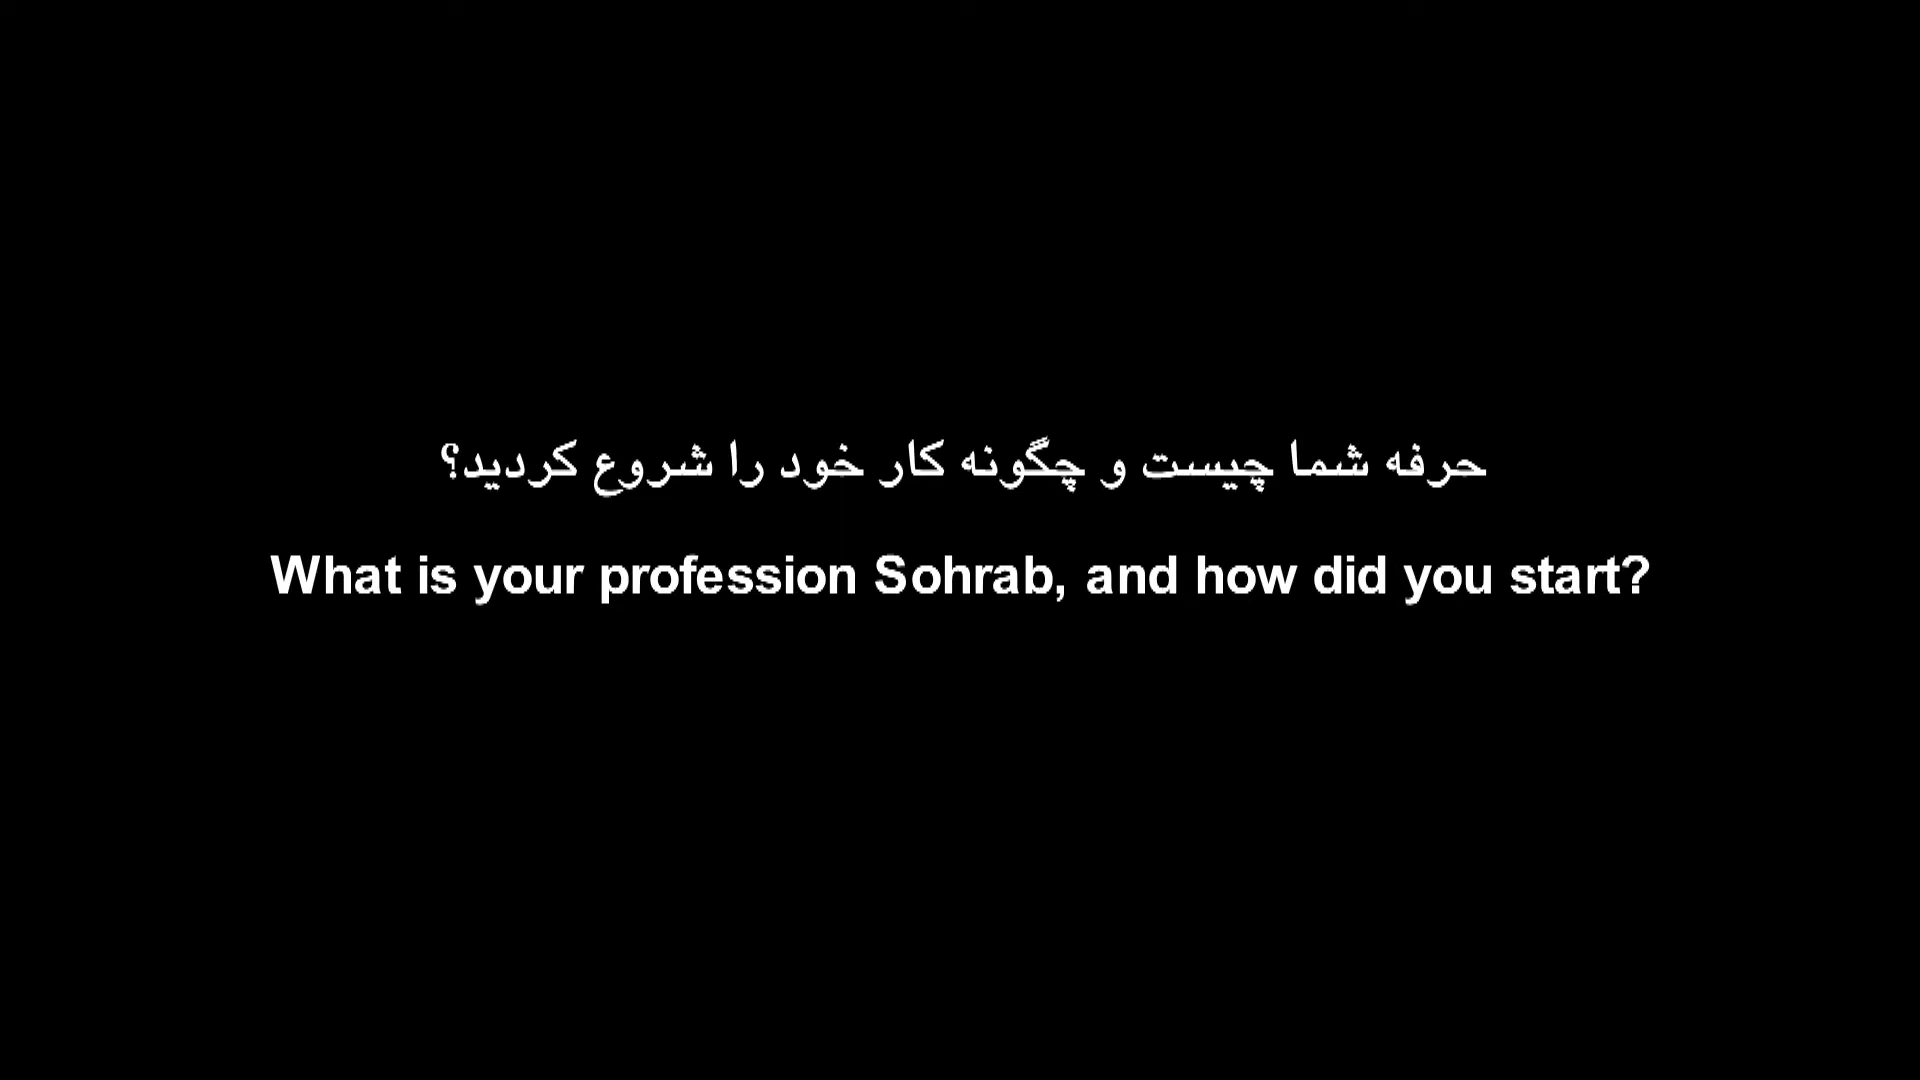 حرفه شما چیست و چگونه کار خود را شروع کردید؟
What is your profession Sohrab, and how did you start?